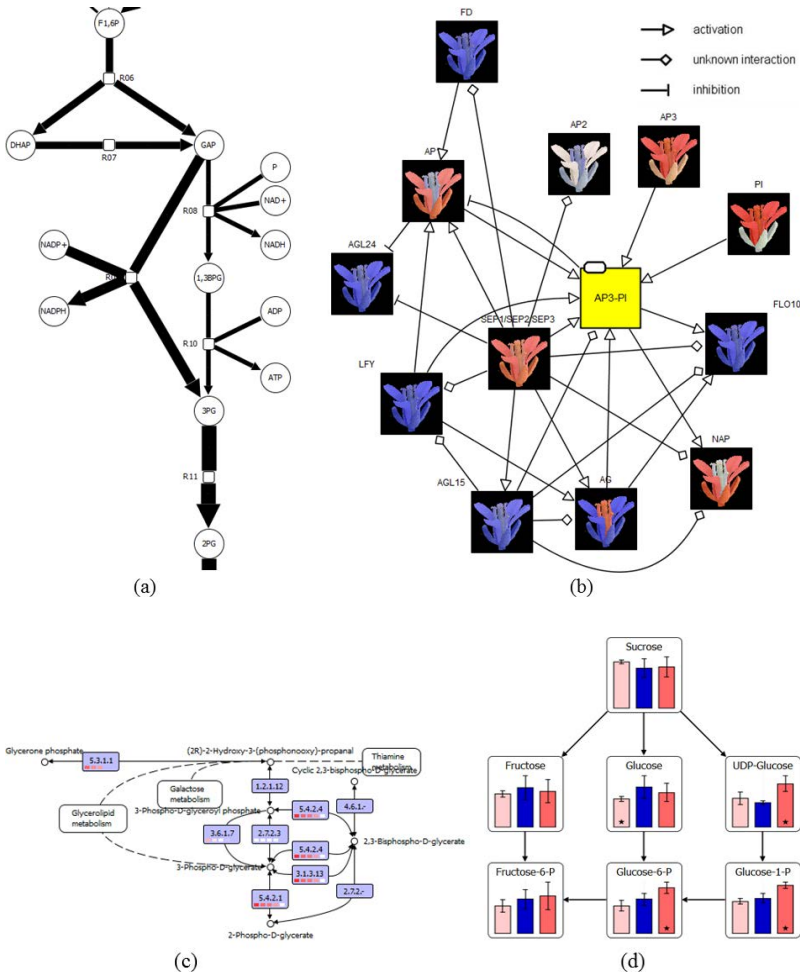 F1,6P
R06
DHAP
R07
GAP
P
R08
NAD+
NADH
NADP+
NADPH
1,3BPG
ADP
R10
ATP
3PG
R11
2PG
(a)
FD
activation
unknown interaction
inhibition
AP2
AP3
PI
AGL24
AP3-PI
FLO10
SEP1/SEP2/SEP3
LFY
NAP
AGL15
AG
(b)
Glycerone phosphate
5.3.1.1
(2R)-2-Hydroxy-3-(phosphonooxy)-propanal
Thiamine
metabolism
Cyclic 2,3-bisphospho-D-glycerate
Galactose
metabolism
1.2.1.12
Glycerolipid
metabolism
3-Phospho-D-glyceroyl phosphate
5.4.2.4
4.6.1.-
3.6.1.7
2.7.2.3
2,3-Bisphospho-D-glycerate
5.4.2.4
3-Phospho-D-glycerate
3.1.3.13
5.4.2.1
2.7.2.-
2-Phospho-D-glycerate
(c)
Sucrose
Fructose
Glucose
UDP-Glucose
Fructose-6-P
Glucose-6-P
Glucose-1-P
(d)